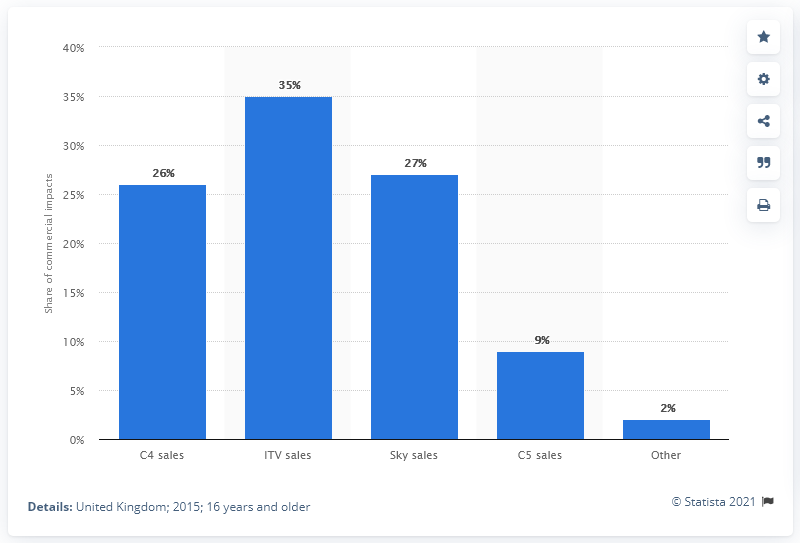 40%
35%
30%
25%
20%
15%
10%
5%
0%
Share of commercial impacts
26%
35%
27%
9%
2%
C4 sales
ITV sales
Sky sales
C5 sales
Other
Details: United Kingdom; 2015; 16 years and older
© Statista 2021